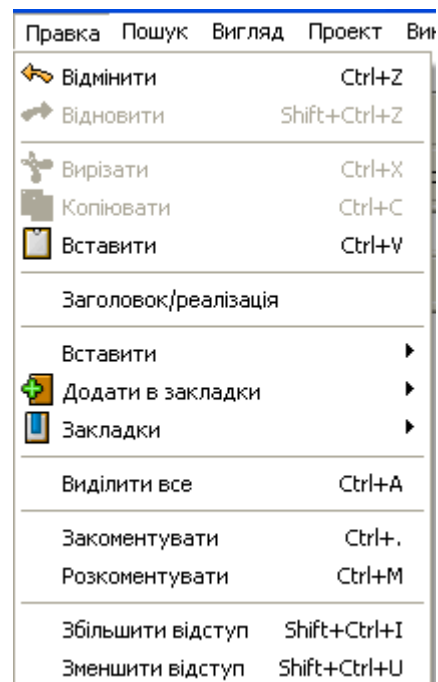 Правка Пошук Вигляд Проект
Відмінити Ctrl+Z
Відновити Shift+Ctrl+Z
Вирізати Ctrl+X
Копіювати Ctrl+C
Вставити Ctrl+V
Заголовок/реалізація
Вставити
Додати в закладки
Закладки
Виділити все Ctrl+A
Закоментувати Ctrl+.
Розкоментувати Ctrl+M
Збільшити відступ Shift+Ctrl+I
Зменшити відступ Shift+Ctrl+U